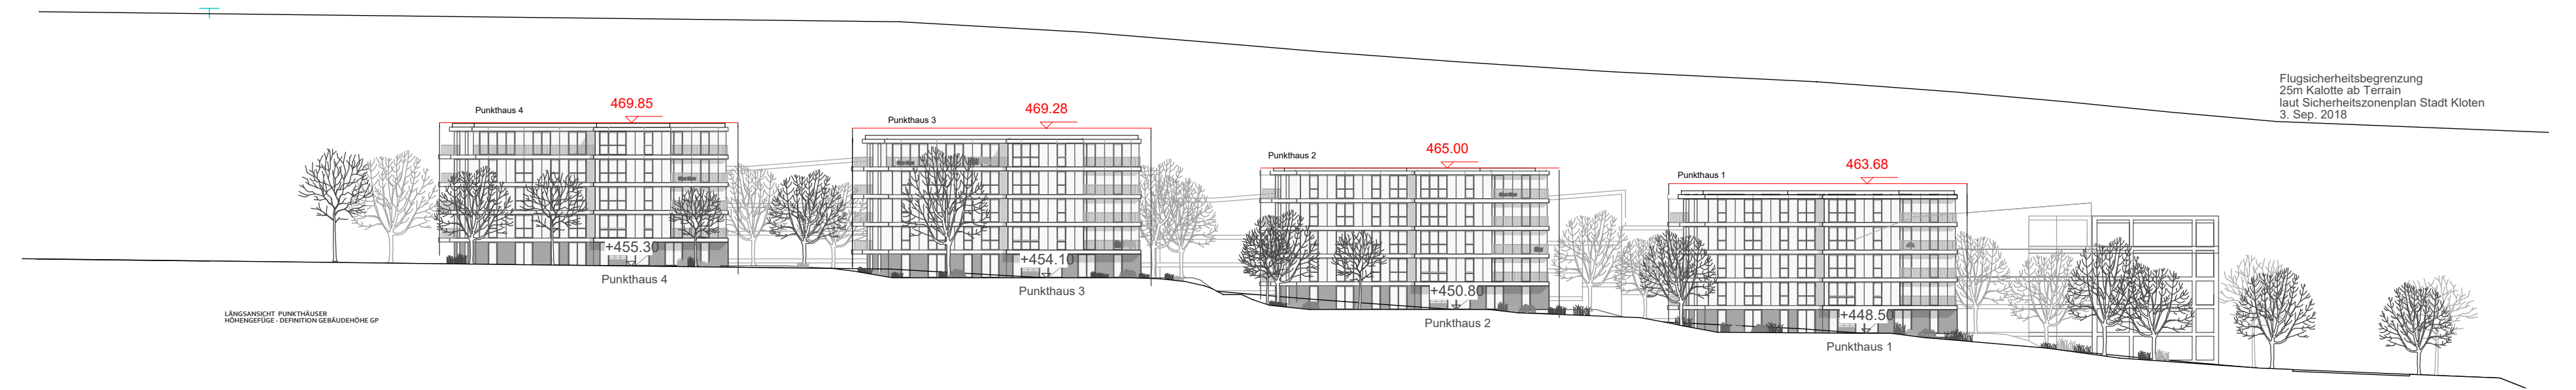 Flugsicherheitsbegrenzung
25m Kalotte ab Terrain
laut Sicherheitszonenplan Stadt Kloten
3. Sep. 2018
Punkthaus 4
469.85
Punkthaus 3
469.28
Punkthaus 2
465.00
Punkthaus 1
463.68
+455.30
Punkthaus 4
+454.10
Punkthaus 3
+450.80
Punkthaus 2
+448.50
Punkthaus 1
LÄNGSANSICHT PUNKTHÄUSER
HÖHENGEFÜGE - DEFINITION GEBÄUDEHÖHE GP